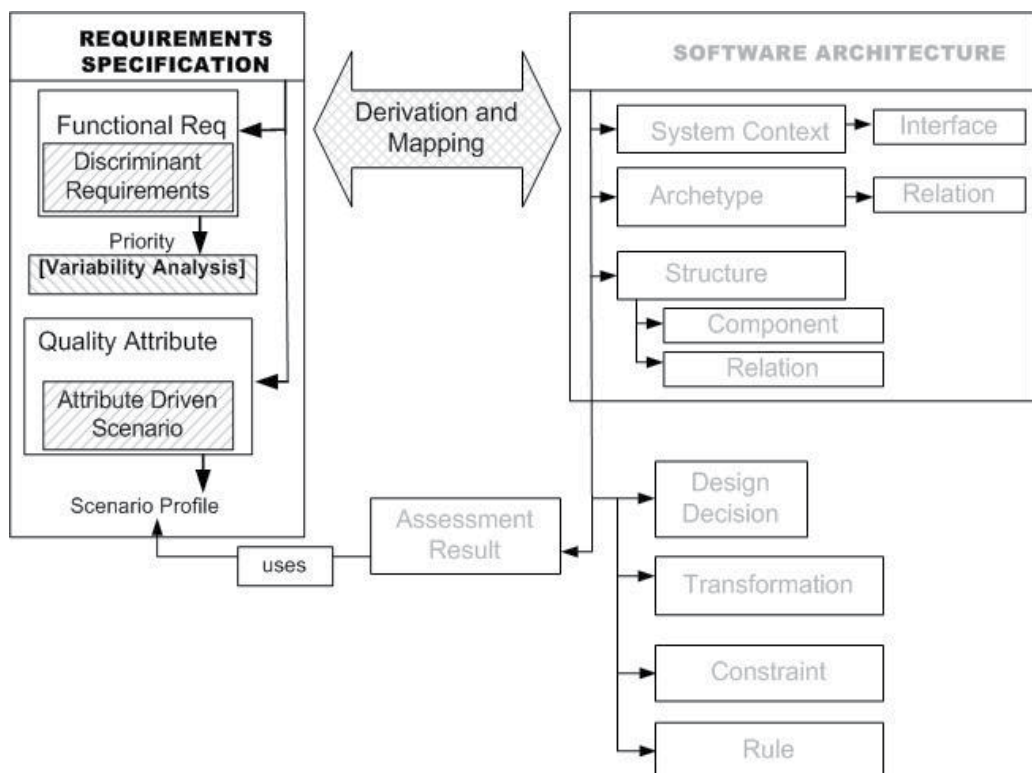 REQUIREMENTS
SPECIFICATION
Functional Req
Discriminant
Requirements
Priority
[Variability Analysis]
Quality Attribute
Attribute Driven
Scenario
Scenario Profile
Derivation and
Mapping
SOFTWARE ARCHITECTURE
System Context
Interface
Archetype
Relation
Structure
Component
Relation
Assessment
Result
uses
Design
Decision
Transformation
Constraint
Rule